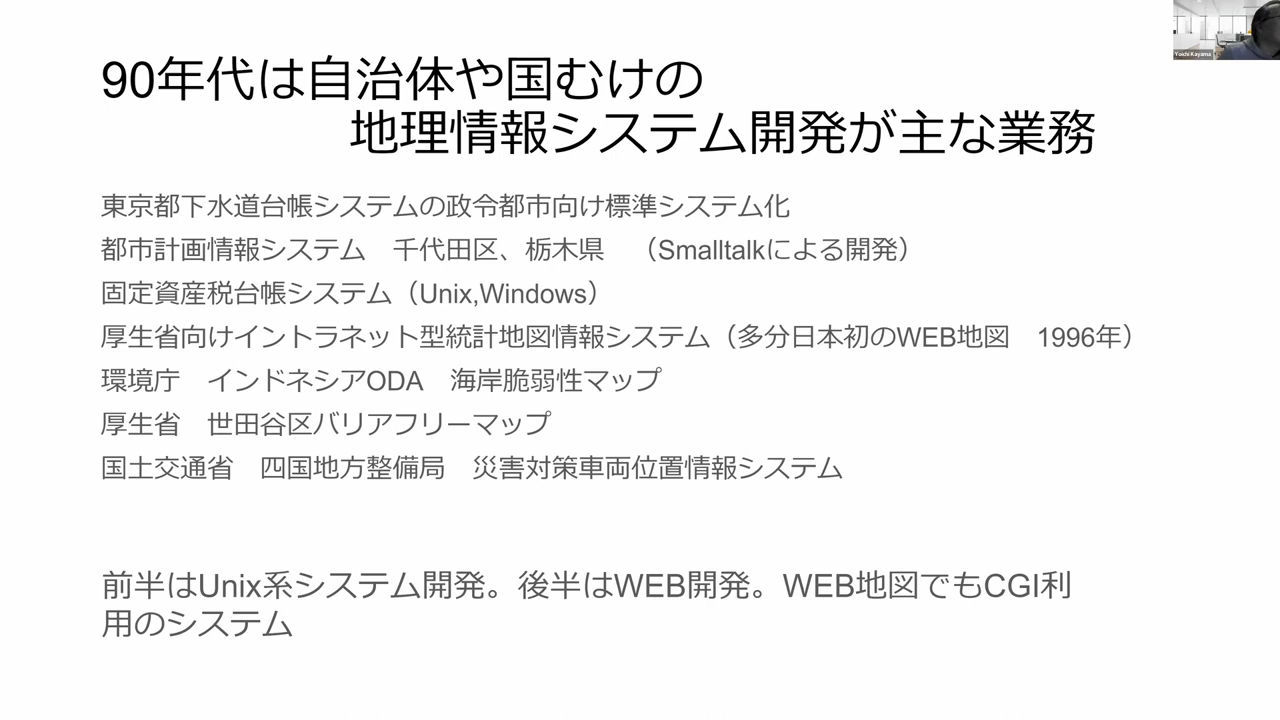 90年代は自治体や国むけの
地理情報システム開発が主な業務
東京都下水道台帳システムの政令都市向け標準システム化
都市計画情報システム　千代田区、栃木県　（Smalltalkによる開発）
固定資産税台帳システム（Unix,Windows）
厚生省向けイントラネット型統計地図情報システム（多分日本初のWEB地図　1996年）
環境庁　インドネシアODA　海岸脆弱性マップ
厚生省　世田谷区バリアフリーマップ
国土交通省　四国地方整備局　災害対策車両位置情報システム
前半はUnix系システム開発。後半はWEB開発。WEB地図でもCGI利
用のシステム
Yoichi Kayama